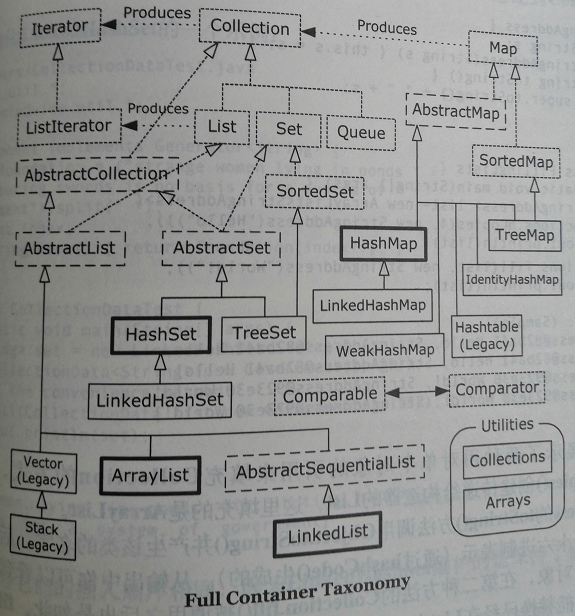 Iterator
Produces
Collection
Produces
Map
ListIterator
Produces
List
Set
Queue
AbstractMap
AbstractCollection
SortedSet
SortedMap
AbstractList
AbstractSet
HashMap
TreeMap
IdentityHashMap
LinkedHashMap
HashSet
TreeSet
Hashtable
(Legacy)
WeakHashMap
LinkedHashSet
Comparable
Comparator
Utilities
Vector
(Legacy)
ArrayList
AbstractSequentialList
Collections
Arrays
Stack
(Legacy)
LinkedList
Full Container Taxonomy